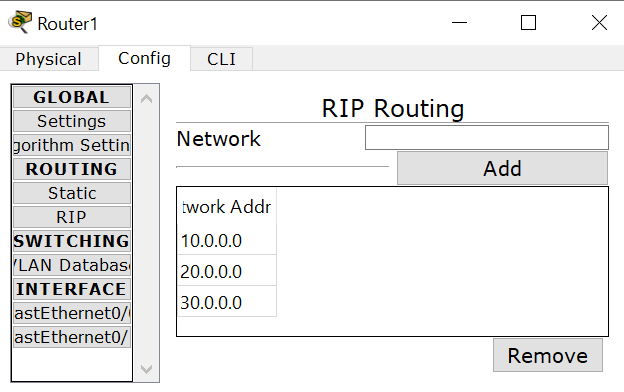 Router1
Physical Config CLI
GLOBAL
Settings
gorithm Settin
ROUTING
Static
RIP
SWITCHING
VLAN Database
INTERFACE
astEthernet0/
astEthernet0/
RIP Routing
Network
Add
twork Addr
10.0.0.0
20.0.0.0
30.0.0.0
Remove